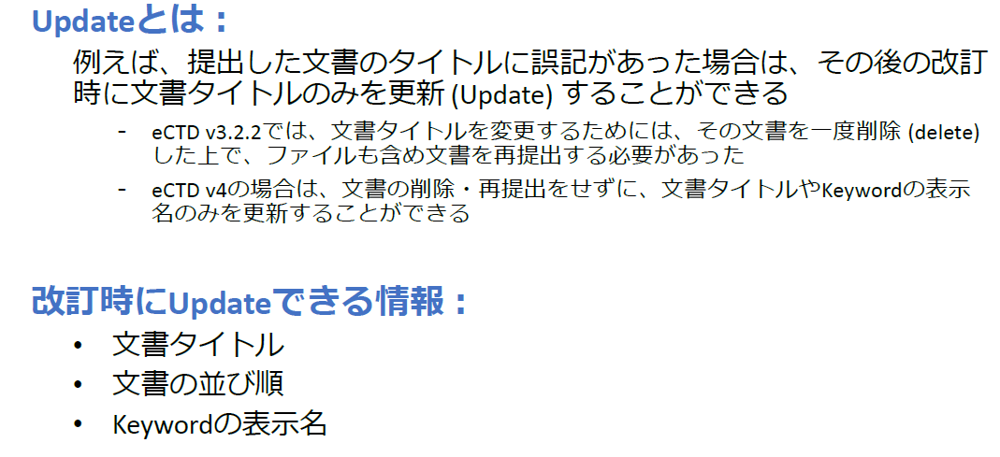 Updateとは：
例えば、提出した文書のタイトルに誤記があった場合は、その後の改訂
時に文書タイトルのみを更新 (Update) することができる
- eCTD v3.2.2では、文書タイトルを変更するためには、その文書を一度削除 (delete)
した上で、ファイルも含め文書を再提出する必要があった
- eCTD v4の場合は、文書の削除・再提出をせずに、文書タイトルやKeywordの表示
名のみを更新することができる
改訂時にUpdateできる情報：
• 文書タイトル
• 文書の並び順
• Keywordの表示名